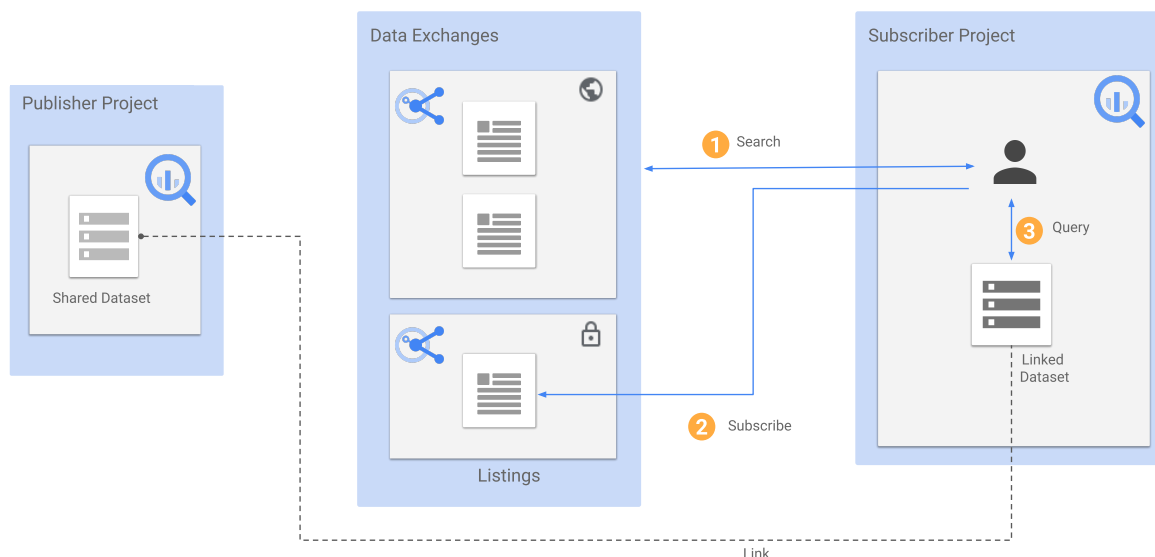 Publisher Project
Shared Dataset
Data Exchanges
Listings
1 Search
2 Subscribe
Subscriber Project
3 Query
Linked
Dataset
Link